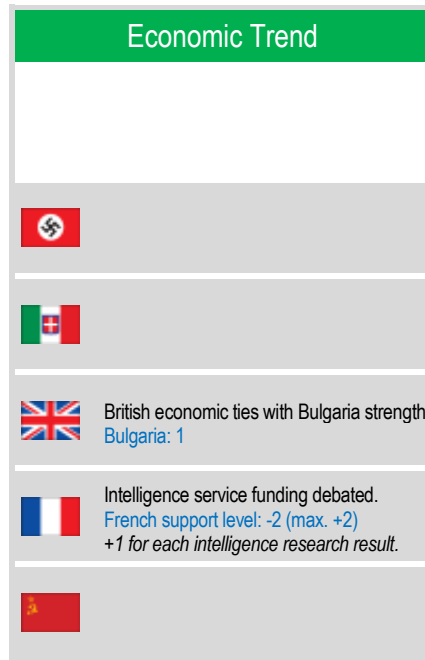 Economic Trend
British economic ties with Bulgaria strength
Bulgaria: 1
Intelligence service funding debated.
French support level: -2 (max. +2)
+1 for each intelligence research result.